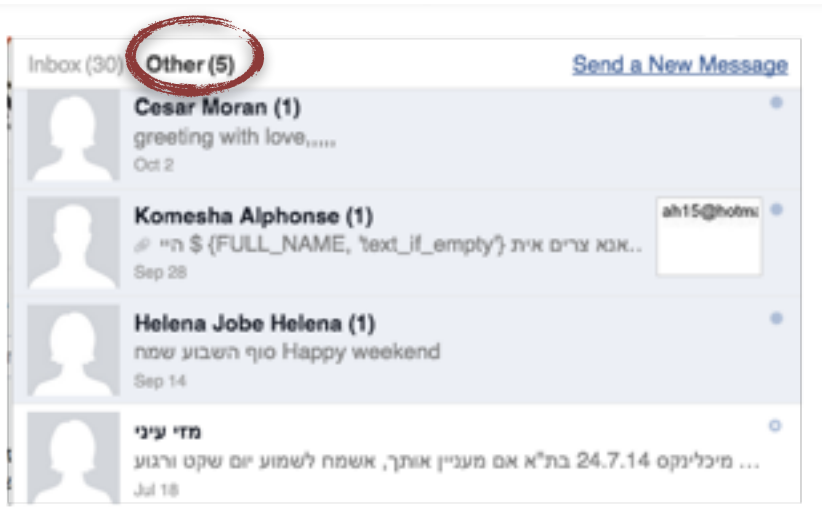 Inbox (30) Other (5) Send a New Message
Cesar Moran (1)
greeting with love,,,,,
Oct 2
Komesha Alphonse (1)
היי $ {FULL_NAME, 'text_if_empty'} אנא צרים אית..
ah15@hotma
Sep 28
Helena Jobe Helena (1)
סוף השבוע שמח Happy weekend
Sep 14
מדי עיני
מיכלינקס 24.7.14 בת"א אם מעניין אותך, אשמח לשמוע יום שקט ורגוע ...
Jul 18